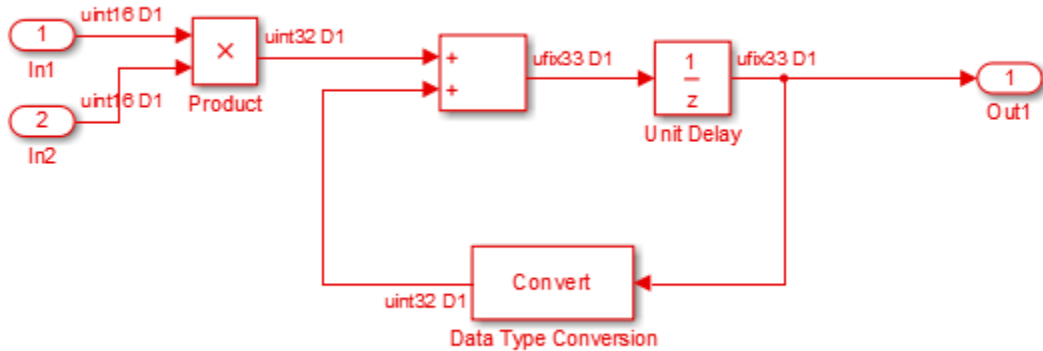 uint16 D1
1
In1
×
uint32 D1
Product
uint16 D1
2
In2
+
+
ufix33 D1
1
z
Unit Delay
ufix33 D1
1
Out1
Convert
uint32 D1
Data Type Conversion